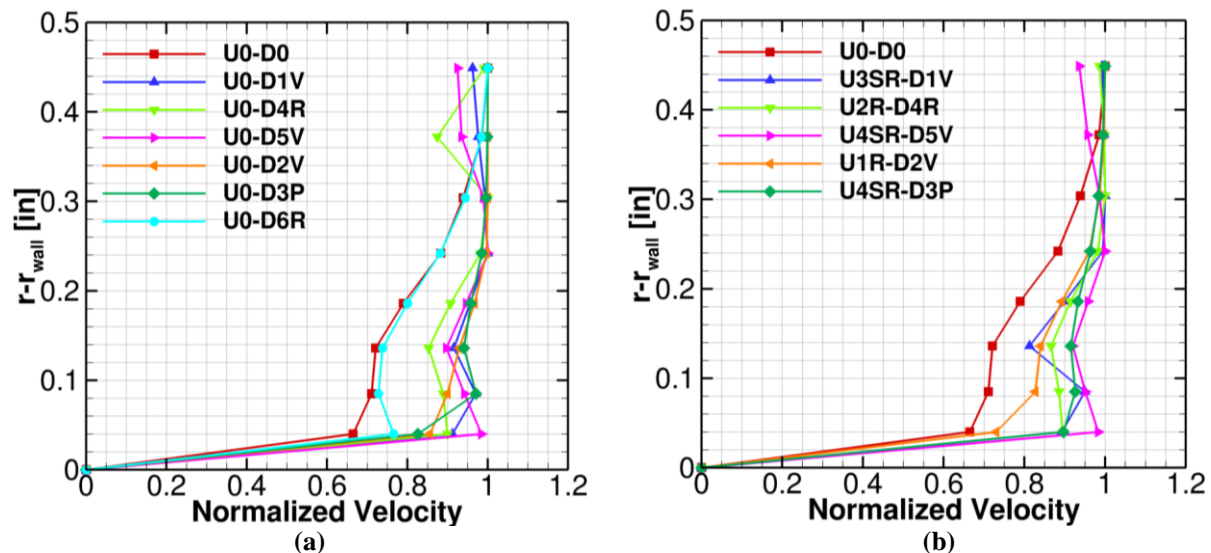 0.5
0.4
0.3
0.2
0.1
0
r-rwall [in]
U0-D0
U0-D1V
U0-D4R
U0-D5V
U0-D2V
U0-D3P
U0-D6R
0 0.2 0.4 0.6 0.8 1 1.2
Normalized Velocity
(a)
0.5
0.4
0.3
0.2
0.1
0
r-rwall [in]
U0-D0
U3SR-D1V
U2R-D4R
U4SR-D5V
U1R-D2V
U4SR-D3P
0 0.2 0.4 0.6 0.8 1 1.2
Normalized Velocity
(b)